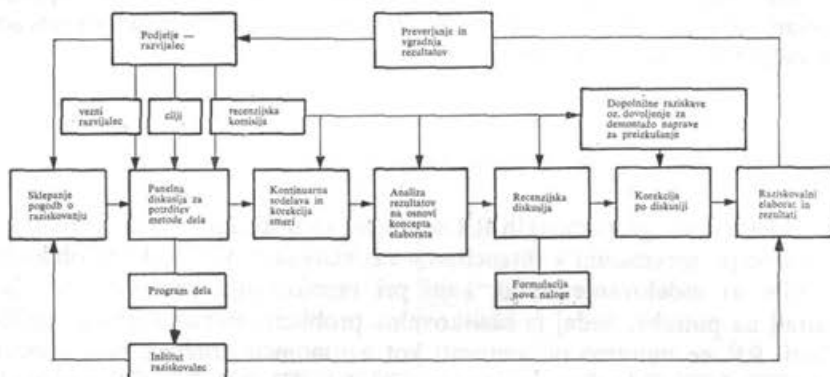 Podjetje —
razvijalec
Preverjanje in
vgradnja
rezultatov
vezni
razvijalec
cilji
recenzijska
komisija
Dopolnilne raziskave
oz. dovoljenje za
demontažo naprave
za preizkušanje
Sklepanje
pogodb o
raziskovanju
Panelna
diskusija za
potrditev
metode dela
Kontinuarna
sodelava in
korekcija
smeri
Analiza
rezultatov
na osnovi
koncepta
elaborata
Recenzijska
diskusija
Korekcija
po diskusiji
Raziskovalni
elaborat in
rezultati
Program dela
Formulacija
nove naloge
Inštitut
raziskovalec